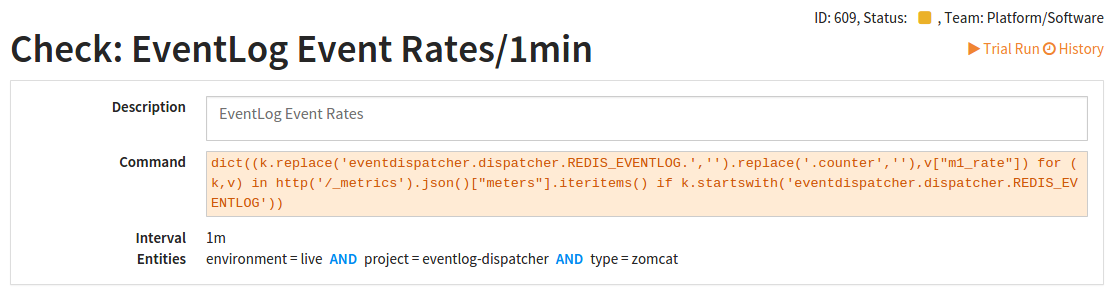 ID: 609, Status: , Team: Platform/Software
Check: EventLog Event Rates/1min
Trial Run History
Description
EventLog Event Rates
Command
dict((k.replace('eventdispatcher.dispatcher.REDIS_EVENTLOG.','').replace('.counter',''),v["m1_rate"]) for (
k,v) in http('/_metrics').json()["meters"].iteritems() if k.startswith('eventdispatcher.dispatcher.REDIS_EV
ENTLOG'))
Interval 1m
Entities environment = live AND project = eventlog-dispatcher AND type = zomcat